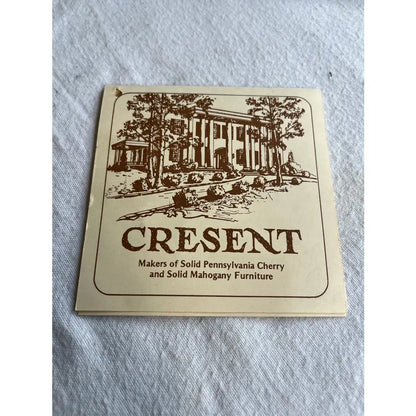 CRESENT
Makers of Solid Pennsylvania Cherry
and Solid Mahogany Furniture